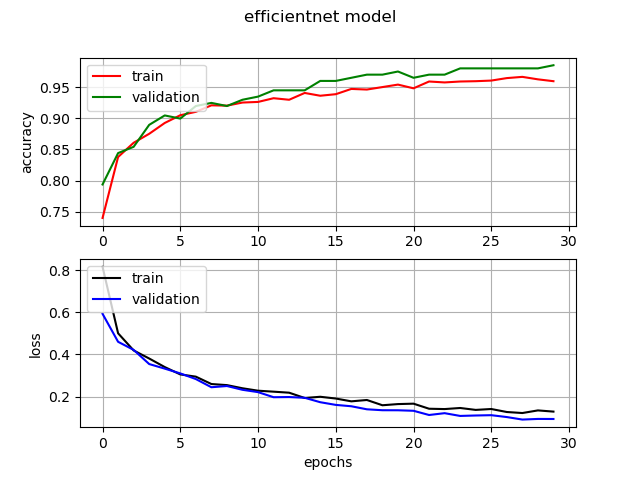 efficientnet model
train
validation
0.95
0.90
0.85
0.80
0.75
accuracy
0 5 10 15 20 25 30
train
validation
0.8
0.6
0.4
0.2
loss
0 5 10 15 20 25 30
epochs